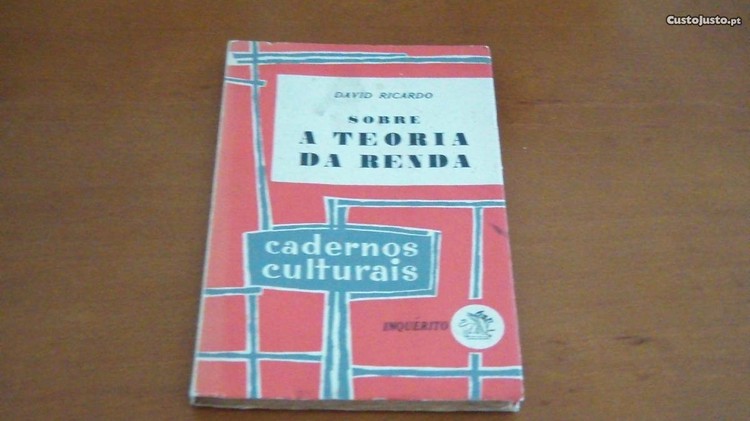 CustoJusto.pt
DAVID RICARDO
SOBRE
A TEORIA
DA RENDA
cadernos
culturais
INQUÉRITO